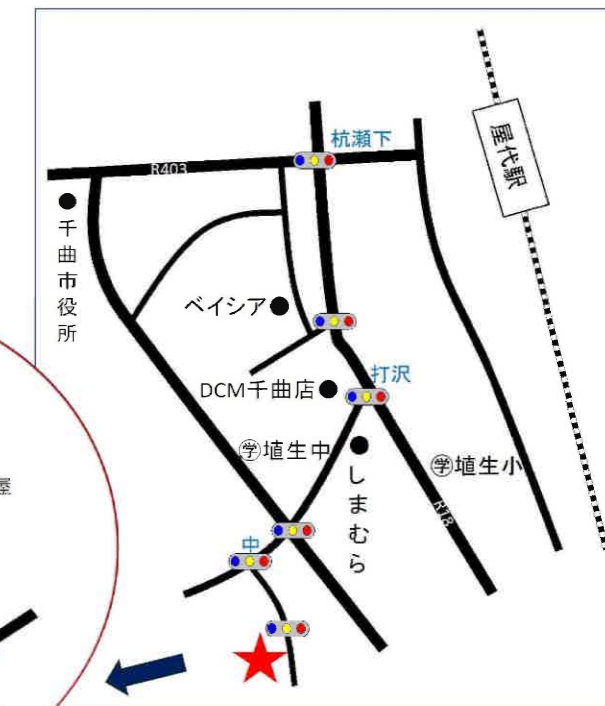 杭瀬下
屋代駅
R403
千曲市役所
ベイシア
打沢
DCM千曲店
㊫埴生中
㊫埴生小
屋
しまむら
R18
中